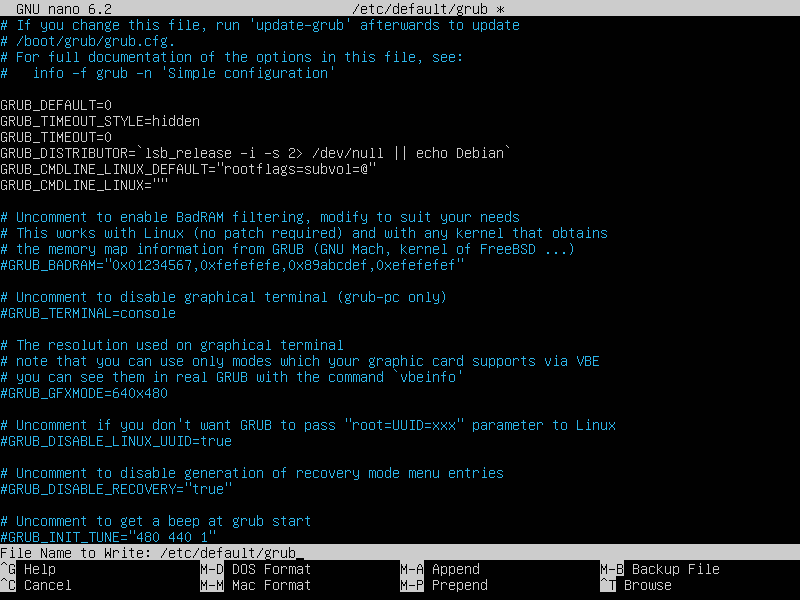 GNU nano 6.2 /etc/default/grub *
# If you change this file, run 'update-grub' afterwards to update
# /boot/grub/grub.cfg.
# For full documentation of the options in this file, see:
#   info -f grub -n 'Simple configuration'
GRUB_DEFAULT=0
GRUB_TIMEOUT_STYLE=hidden
GRUB_TIMEOUT=0
GRUB_DISTRIBUTOR=`lsb_release -i -s 2> /dev/null || echo Debian`
GRUB_CMDLINE_LINUX_DEFAULT="rootflags=subvol=@"
GRUB_CMDLINE_LINUX=""
# Uncomment to enable BadRAM filtering, modify to suit your needs
# This works with Linux (no patch required) and with any kernel that obtains
# the memory map information from GRUB (GNU Mach, kernel of FreeBSD ...)
#GRUB_BADRAM="0x01234567,0xfefefefe,0x89abcdef,0xefefefef"
# Uncomment to disable graphical terminal (grub-pc only)
#GRUB_TERMINAL=console
# The resolution used on graphical terminal
# note that you can use only modes which your graphic card supports via VBE
# you can see them in real GRUB with the command `vbeinfo'
#GRUB_GFXMODE=640x480
# Uncomment if you don't want GRUB to pass "root=UUID=xxx" parameter to Linux
#GRUB_DISABLE_LINUX_UUID=true
# Uncomment to disable generation of recovery mode menu entries
#GRUB_DISABLE_RECOVERY="true"
# Uncomment to get a beep at grub start
#GRUB_INIT_TUNE="480 440 1"
File Name to Write: /etc/default/grub
^G Help M-D DOS Format M-A Append M-B Backup File
^C Cancel M-M Mac Format M-P Prepend ^T Browse